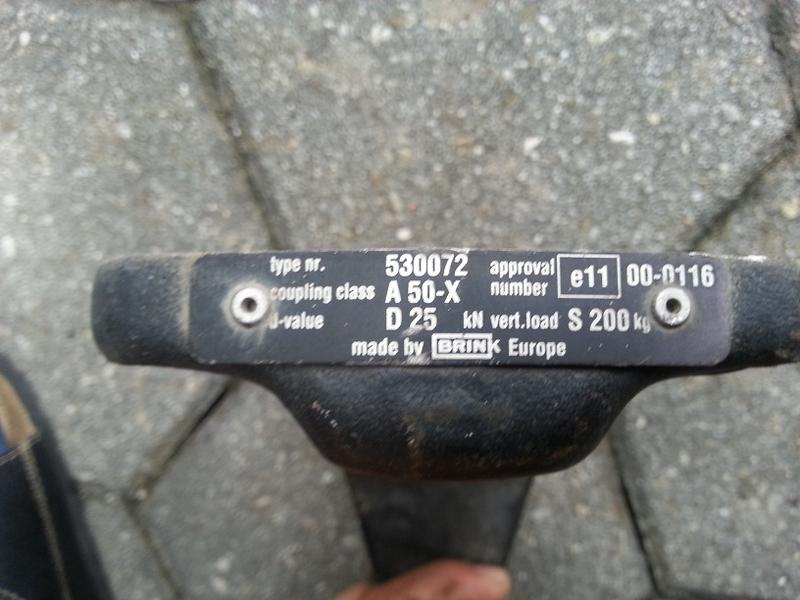 type nr. 530072 approval number e11 00-0116
coupling class A 50-X
d-value D 25 kN vert.load S 200 kg
made by BRINK Europe